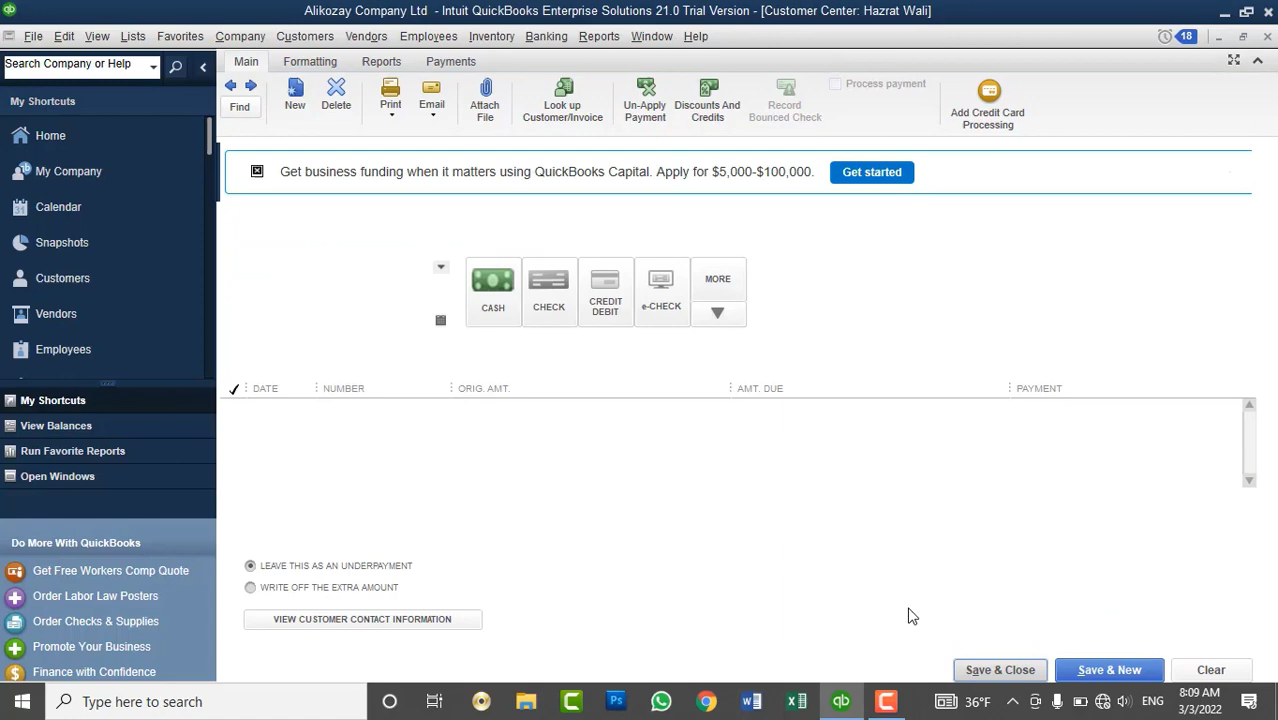 Alikozay Company Ltd - Intuit QuickBooks Enterprise Solutions 21.0 Trial Version - [Customer Center: Hazrat Wali]
File Edit View Lists Favorites Company Customers Vendors Employees Inventory Banking Reports Window Help
18
Search Company or Help
Main Formatting Reports Payments
Find
New
Delete
Print
Email
Attach
File
Look up
Customer/Invoice
Un-Apply
Payment
Discounts And
Credits
Record
Bounced Check
Process payment
Add Credit Card
Processing
My Shortcuts
Home
My Company
Calendar
Snapshots
Customers
Vendors
Employees
My Shortcuts
View Balances
Run Favorite Reports
Open Windows
Do More With QuickBooks
Get Free Workers Comp Quote
Order Labor Law Posters
Order Checks & Supplies
Promote Your Business
Finance with Confidence
Get business funding when it matters using QuickBooks Capital. Apply for $5,000-$100,000. Get started
CASH
CHECK
CREDIT
DEBIT
e-CHECK
MORE
DATE NUMBER ORIG. AMT. AMT. DUE PAYMENT
LEAVE THIS AS AN UNDERPAYMENT
WRITE OFF THE EXTRA AMOUNT
VIEW CUSTOMER CONTACT INFORMATION
Save & Close Save & New Clear
Type here to search
36°F
ENG
8:09 AM
3/3/2022